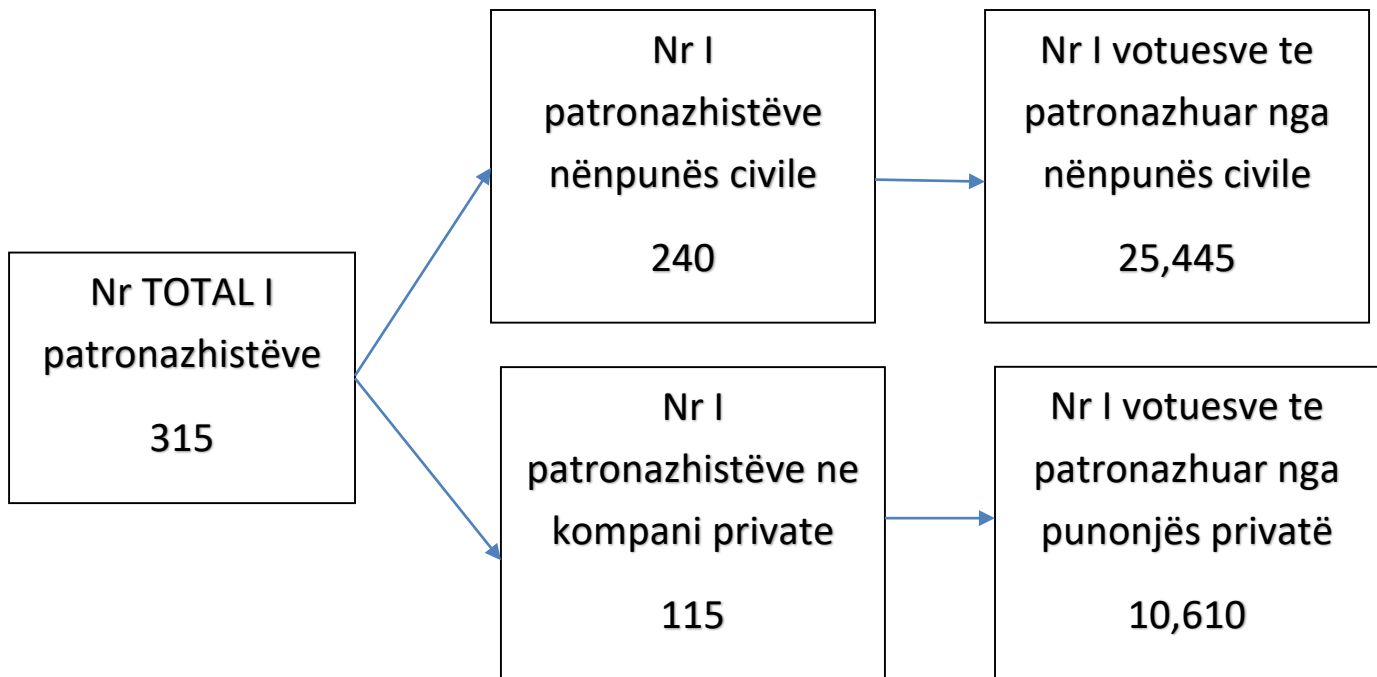 Nr TOTAL I
patronazhistëve
315
Nr I
patronazhistëve
nënpunës civile
240
Nr I votuesve te
patronazhuar nga
nënpunës civile
25,445
Nr I
patronazhistëve ne
kompani private
115
Nr I votuesve te
patronazhuar nga
punonjës privatë
10,610